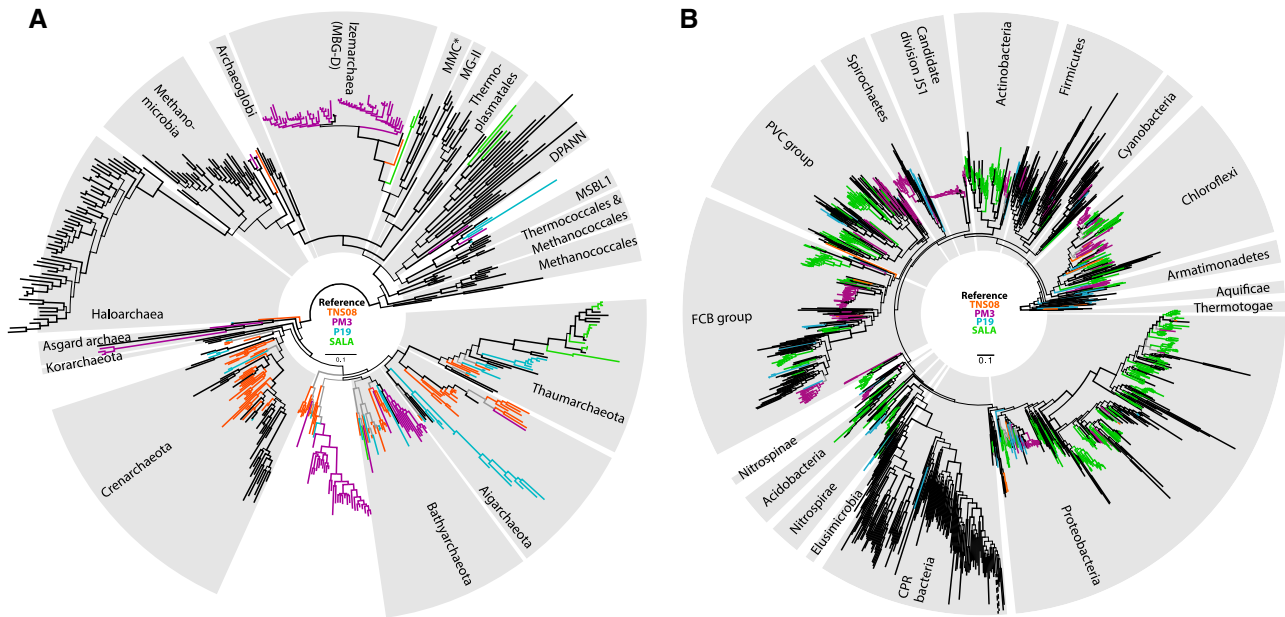 A
Methano-
microbia
Archaeoglobi
Izemarchaea
(MBG-D)
MMC*
MG-II
Thermo-
plasmatales
DPANN
MSBL1
Thermococcales &
Methanococcales
Methanococcales
Haloarchaea
Asgard archaea
Korarchaeota
Crenarchaeota
Bathyarchaeota
Aigarchaeota
Thaumarchaeota
Reference
TNS08
PM3
P19
SALA
0.1
B
PVC group
Spirochaetes
Candidate
division JS1
Actinobacteria
Firmicutes
Cyanobacteria
Chloroflexi
Armatimonadetes
Aquificae
Thermotogae
FCB group
Nitrospinae
Acidobacteria
Nitrospirae
Elusimicrobia
CPR
bacteria
Proteobacteria
Reference
TNS08
PM3
P19
SALA
0.1